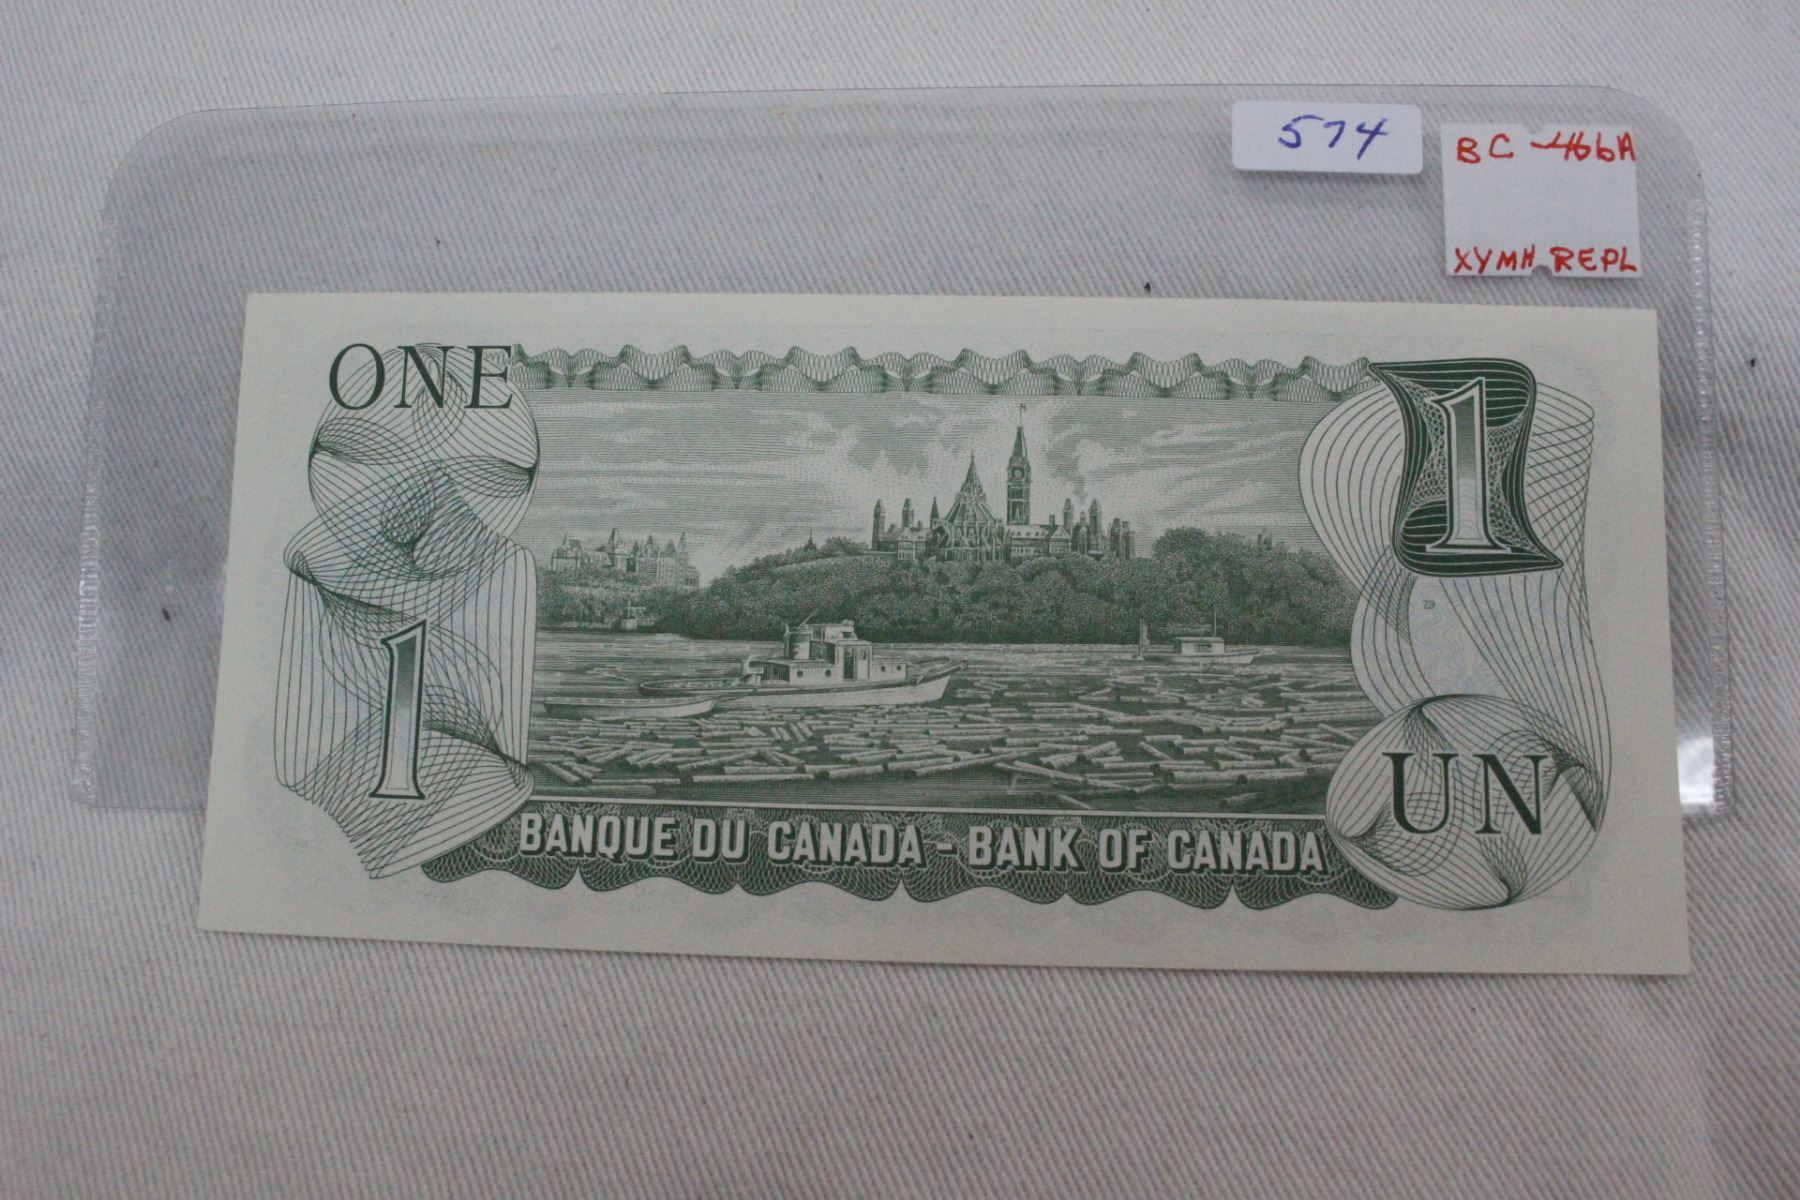 574
BC-46bA
XYMH REPL
ONE
1
1
UN
BANQUE DU CANADA - BANK OF CANADA